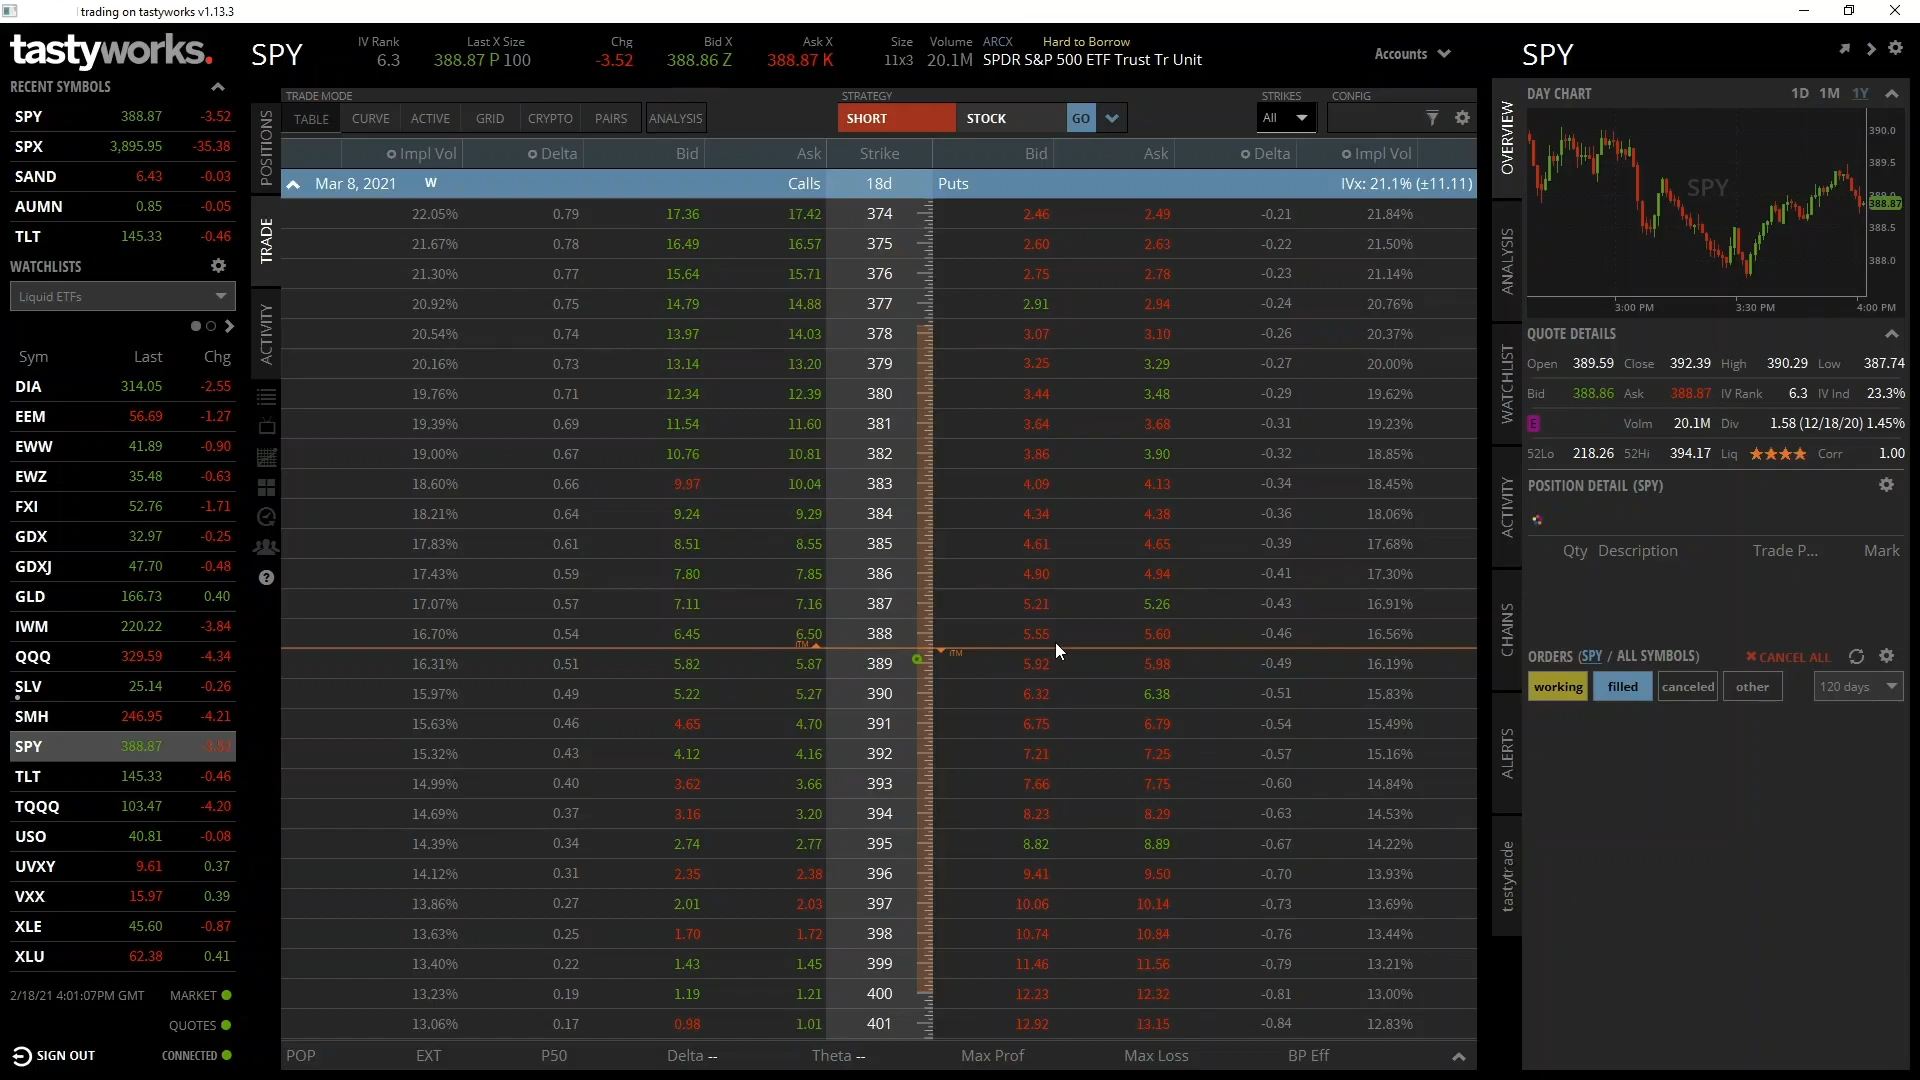 trading on tastyworks v1.13.3
tastyworks.
SPY
IV Rank 6.3
Last X Size 388.87 P 100
Chg -3.52
Bid X 388.86 Z
Ask X 388.87 K
Size 11x3
Volume 20.1M
ARCX Hard to Borrow
SPDR S&P 500 ETF Trust Tr Unit
Accounts
RECENT SYMBOLS
SPY 388.87 -3.52
SPX 3,895.95 -35.38
SAND 6.43 -0.03
AUMN 0.85 -0.05
TLT 145.33 -0.46
WATCHLISTS
Liquid ETFs
Sym Last Chg
DIA 314.05 -2.55
EEM 56.69 -1.27
EWW 41.89 -0.90
EWZ 35.48 -0.63
FXI 52.76 -1.71
GDX 32.97 -0.25
GDXJ 47.70 -0.48
GLD 166.73 0.40
IWM 220.22 -3.84
QQQ 329.59 -4.34
SLV 25.14 -0.26
SMH 246.95 -4.21
SPY 388.87 -3.52
TLT 145.33 -0.46
TQQQ 103.47 -4.20
USO 40.81 -0.08
UVXY 9.61 0.37
VXX 15.97 0.39
XLE 45.60 -0.87
XLU 62.38 0.41
2/18/21 4:01:07PM GMT MARKET
QUOTES
SIGN OUT CONNECTED
POSITIONS
TRADE
ACTIVITY
TRADE MODE
TABLE CURVE ACTIVE GRID CRYPTO PAIRS ANALYSIS
STRATEGY
SHORT STOCK GO
STRIKES
All
CONFIG
Impl Vol Delta Bid Ask Strike Bid Ask Delta Impl Vol
Mar 8, 2021 W Calls 18d Puts IVx: 21.1% (±11.11)
22.05% 0.79 17.36 17.42 374 2.46 2.49 -0.21 21.84%
21.67% 0.78 16.49 16.57 375 2.60 2.63 -0.22 21.50%
21.30% 0.77 15.64 15.71 376 2.75 2.78 -0.23 21.14%
20.92% 0.75 14.79 14.88 377 2.91 2.94 -0.24 20.76%
20.54% 0.74 13.97 14.03 378 3.07 3.10 -0.26 20.37%
20.16% 0.73 13.14 13.20 379 3.25 3.29 -0.27 20.00%
19.76% 0.71 12.34 12.39 380 3.44 3.48 -0.29 19.62%
19.39% 0.69 11.54 11.60 381 3.64 3.68 -0.31 19.23%
19.00% 0.67 10.76 10.81 382 3.86 3.90 -0.32 18.85%
18.60% 0.66 9.97 10.04 383 4.09 4.13 -0.34 18.45%
18.21% 0.64 9.24 9.29 384 4.34 4.38 -0.36 18.06%
17.83% 0.61 8.51 8.55 385 4.61 4.65 -0.39 17.68%
17.43% 0.59 7.80 7.85 386 4.90 4.94 -0.41 17.30%
17.07% 0.57 7.11 7.16 387 5.21 5.26 -0.43 16.91%
16.70% 0.54 6.45 6.50 388 5.55 5.60 -0.46 16.56%
ITM ITM
16.31% 0.51 5.82 5.87 389 5.92 5.98 -0.49 16.19%
15.97% 0.49 5.22 5.27 390 6.32 6.38 -0.51 15.83%
15.63% 0.46 4.65 4.70 391 6.75 6.79 -0.54 15.49%
15.32% 0.43 4.12 4.16 392 7.21 7.25 -0.57 15.16%
14.99% 0.40 3.62 3.66 393 7.66 7.75 -0.60 14.84%
14.69% 0.37 3.16 3.20 394 8.23 8.29 -0.63 14.53%
14.39% 0.34 2.74 2.77 395 8.82 8.89 -0.67 14.22%
14.12% 0.31 2.35 2.38 396 9.41 9.50 -0.70 13.93%
13.86% 0.27 2.01 2.03 397 10.06 10.14 -0.73 13.69%
13.63% 0.25 1.70 1.72 398 10.74 10.84 -0.76 13.44%
13.40% 0.22 1.43 1.45 399 11.46 11.56 -0.79 13.21%
13.23% 0.19 1.19 1.21 400 12.23 12.32 -0.81 13.00%
13.06% 0.17 0.98 1.01 401 12.92 13.15 -0.84 12.83%
POP EXT P50 Delta -- Theta -- Max Prof Max Loss BP Eff
OVERVIEW
ANALYSIS
WATCHLIST
ACTIVITY
CHAINS
ALERTS
tastytrade
SPY
DAY CHART 1D 1M 1Y
SPY
390.0
389.5
389.0
388.87
388.5
388.0
3:00 PM 3:30 PM 4:00 PM
QUOTE DETAILS
Open 389.59 Close 392.39 High 390.29 Low 387.74
Bid 388.86 Ask 388.87 IV Rank 6.3 IV Ind 23.3%
E Volm 20.1M Div 1.58 (12/18/20) 1.45%
52Lo 218.26 52Hi 394.17 Liq ★★★★ Corr 1.00
POSITION DETAIL (SPY)
Qty Description Trade P... Mark
ORDERS (SPY / ALL SYMBOLS) CANCEL ALL
working filled canceled other 120 days